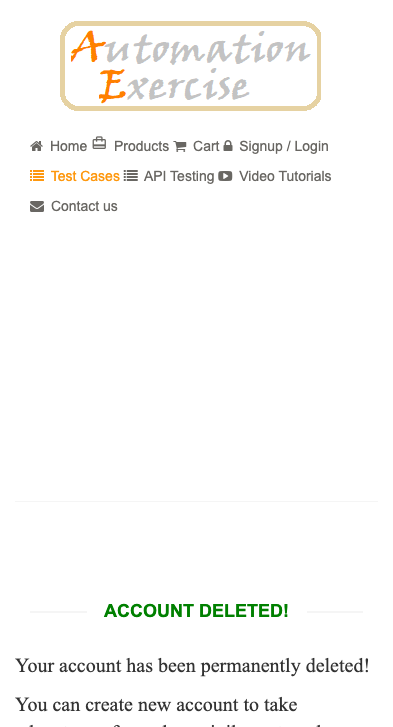 Automation
Exercise
Home Products Cart Signup / Login
Test Cases API Testing Video Tutorials
Contact us
ACCOUNT DELETED!
Your account has been permanently deleted!
You can create new account to take